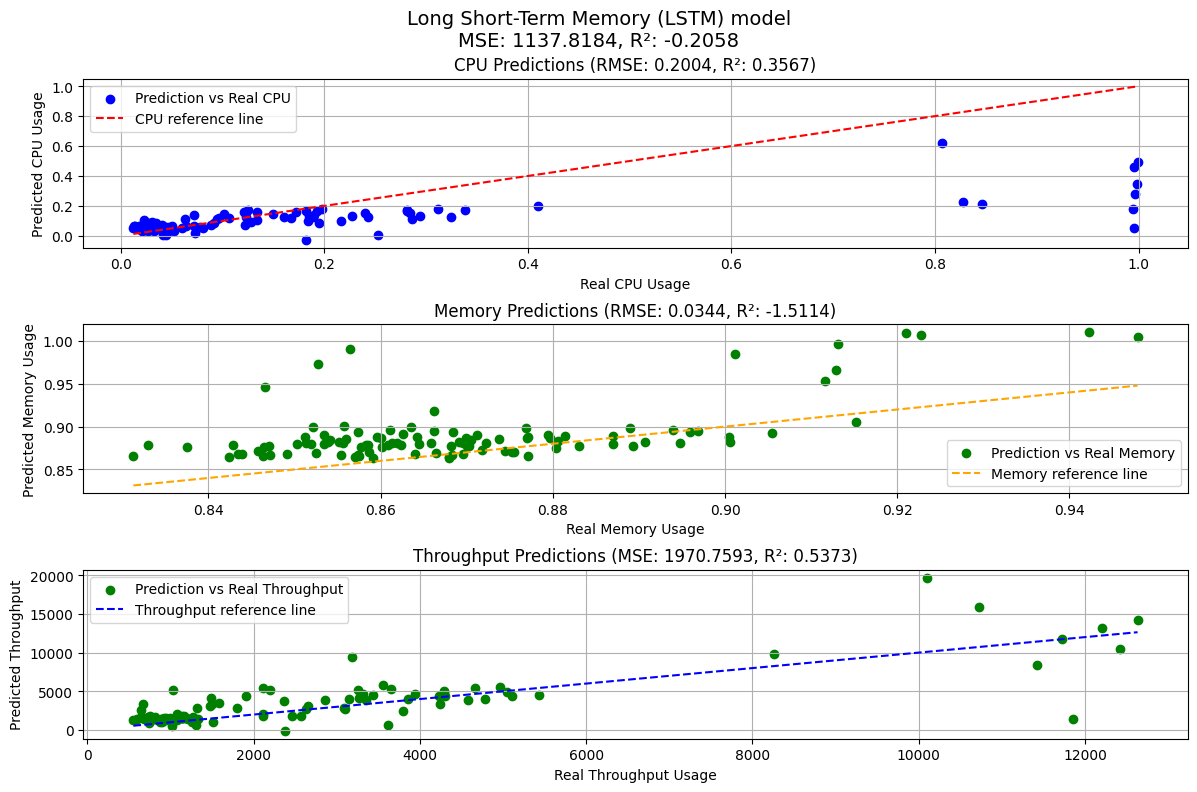 Long Short-Term Memory (LSTM) model
MSE: 1137.8184, R²: -0.2058
CPU Predictions (RMSE: 0.2004, R²: 0.3567)
Predicted CPU Usage
1.0
0.8
0.6
0.4
0.2
0.0
Prediction vs Real CPU
CPU reference line
0.0
0.2
0.4
0.6
0.8
1.0
Real CPU Usage
Memory Predictions (RMSE: 0.0344, R²: -1.5114)
Predicted Memory Usage
1.00
0.95
0.90
0.85
Prediction vs Real Memory
Memory reference line
0.84
0.86
0.88
0.90
0.92
0.94
Real Memory Usage
Throughput Predictions (MSE: 1970.7593, R²: 0.5373)
Predicted Throughput
20000
15000
10000
5000
0
Prediction vs Real Throughput
Throughput reference line
0
2000
4000
6000
8000
10000
12000
Real Throughput Usage